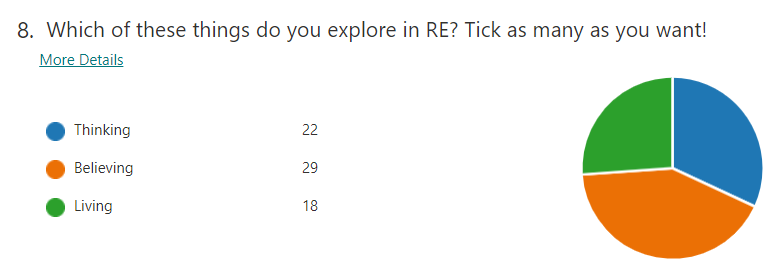 8. Which of these things do you explore in RE? Tick as many as you want!
More Details
Thinking 22
Believing 29
Living 18